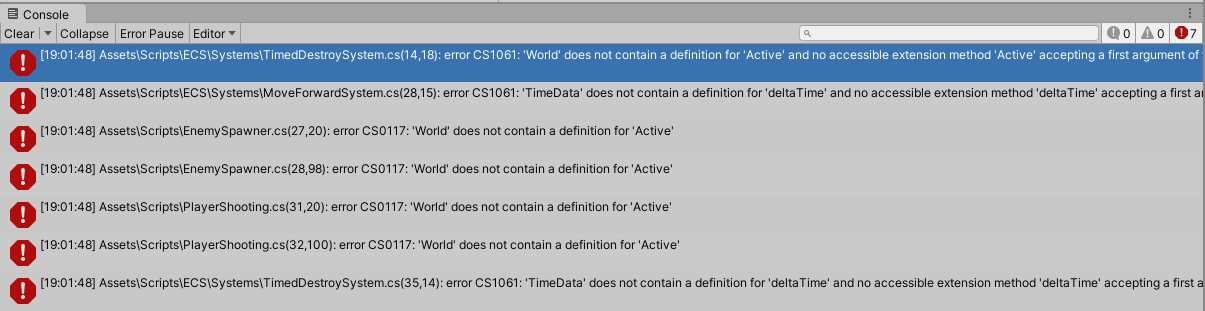 Console
Clear Collapse Error Pause Editor 0 0 7
[19:01:48] Assets\Scripts\ECS\Systems\TimedDestroySystem.cs(14,18): error CS1061: 'World' does not contain a definition for 'Active' and no accessible extension method 'Active' accepting a first argument of
[19:01:48] Assets\Scripts\ECS\Systems\MoveForwardSystem.cs(28,15): error CS1061: 'TimeData' does not contain a definition for 'deltaTime' and no accessible extension method 'deltaTime' accepting a first
[19:01:48] Assets\Scripts\EnemySpawner.cs(27,20): error CS0117: 'World' does not contain a definition for 'Active'
[19:01:48] Assets\Scripts\EnemySpawner.cs(28,98): error CS0117: 'World' does not contain a definition for 'Active'
[19:01:48] Assets\Scripts\PlayerShooting.cs(31,20): error CS0117: 'World' does not contain a definition for 'Active'
[19:01:48] Assets\Scripts\PlayerShooting.cs(32,100): error CS0117: 'World' does not contain a definition for 'Active'
[19:01:48] Assets\Scripts\ECS\Systems\TimedDestroySystem.cs(35,14): error CS1061: 'TimeData' does not contain a definition for 'deltaTime' and no accessible extension method 'deltaTime' accepting a first